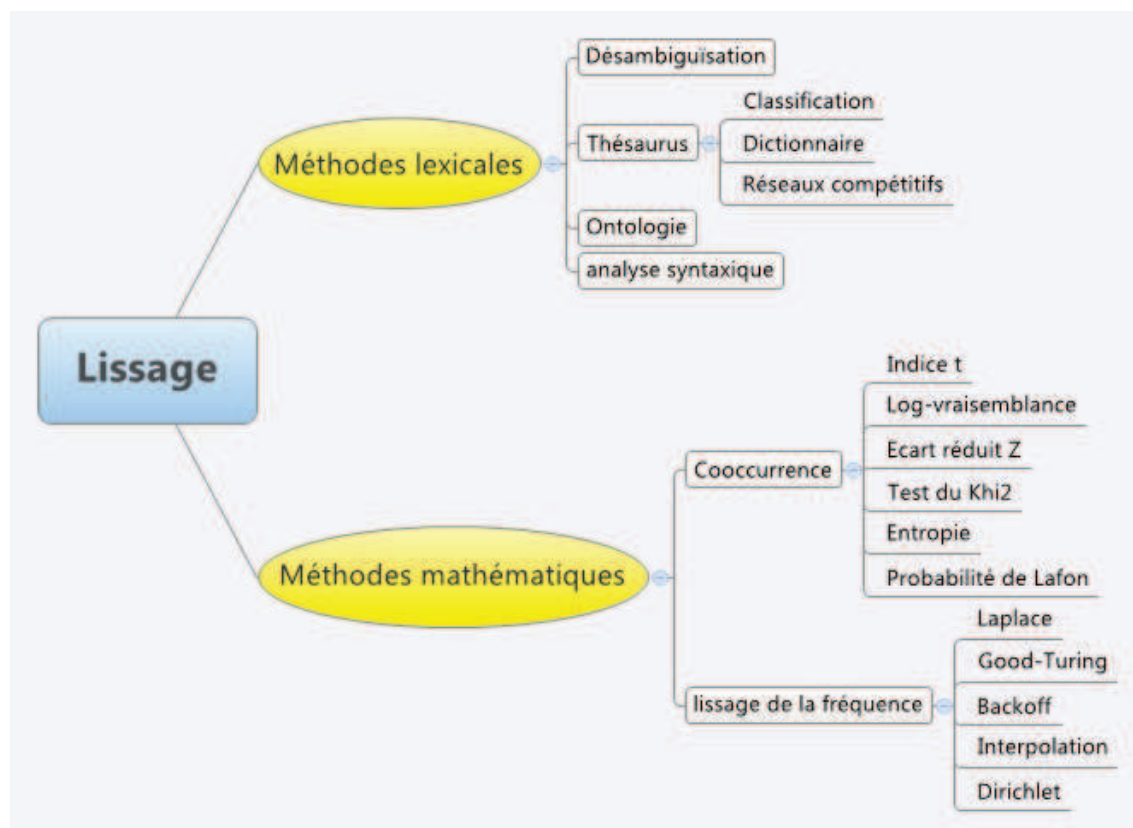 Lissage
Méthodes lexicales
Désambiguïsation
Thésaurus
Classification
Dictionnaire
Réseaux compétitifs
Ontologie
analyse syntaxique
Méthodes mathématiques
Cooccurrence
Indice t
Log-vraisemblance
Ecart réduit Z
Test du Khi2
Entropie
Probabilité de Lafon
lissage de la fréquence
Laplace
Good-Turing
Backoff
Interpolation
Dirichlet